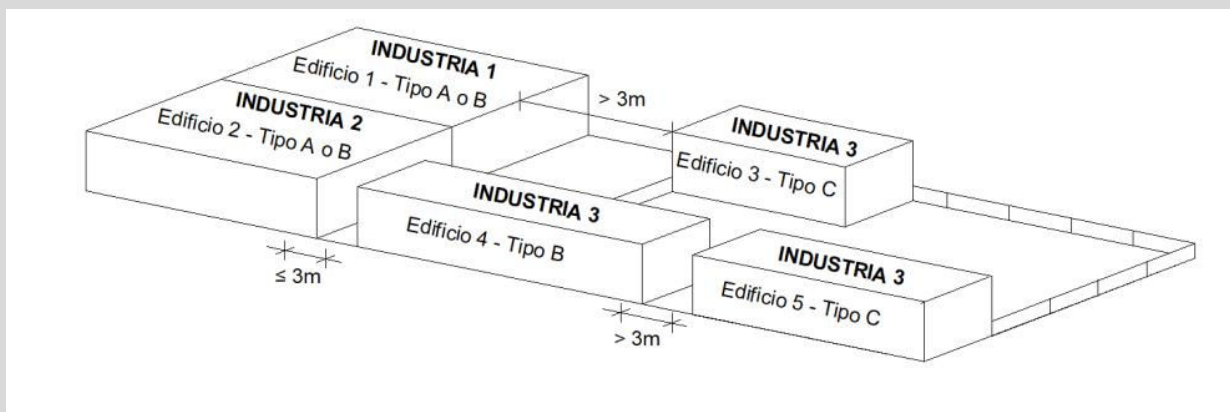 INDUSTRIA 1
Edificio 1 - Tipo A o B
> 3m
INDUSTRIA 2
Edificio 2 - Tipo A o B
INDUSTRIA 3
Edificio 3 - Tipo C
INDUSTRIA 3
Edificio 4 - Tipo B
≤ 3m
INDUSTRIA 3
Edificio 5 - Tipo C
> 3m